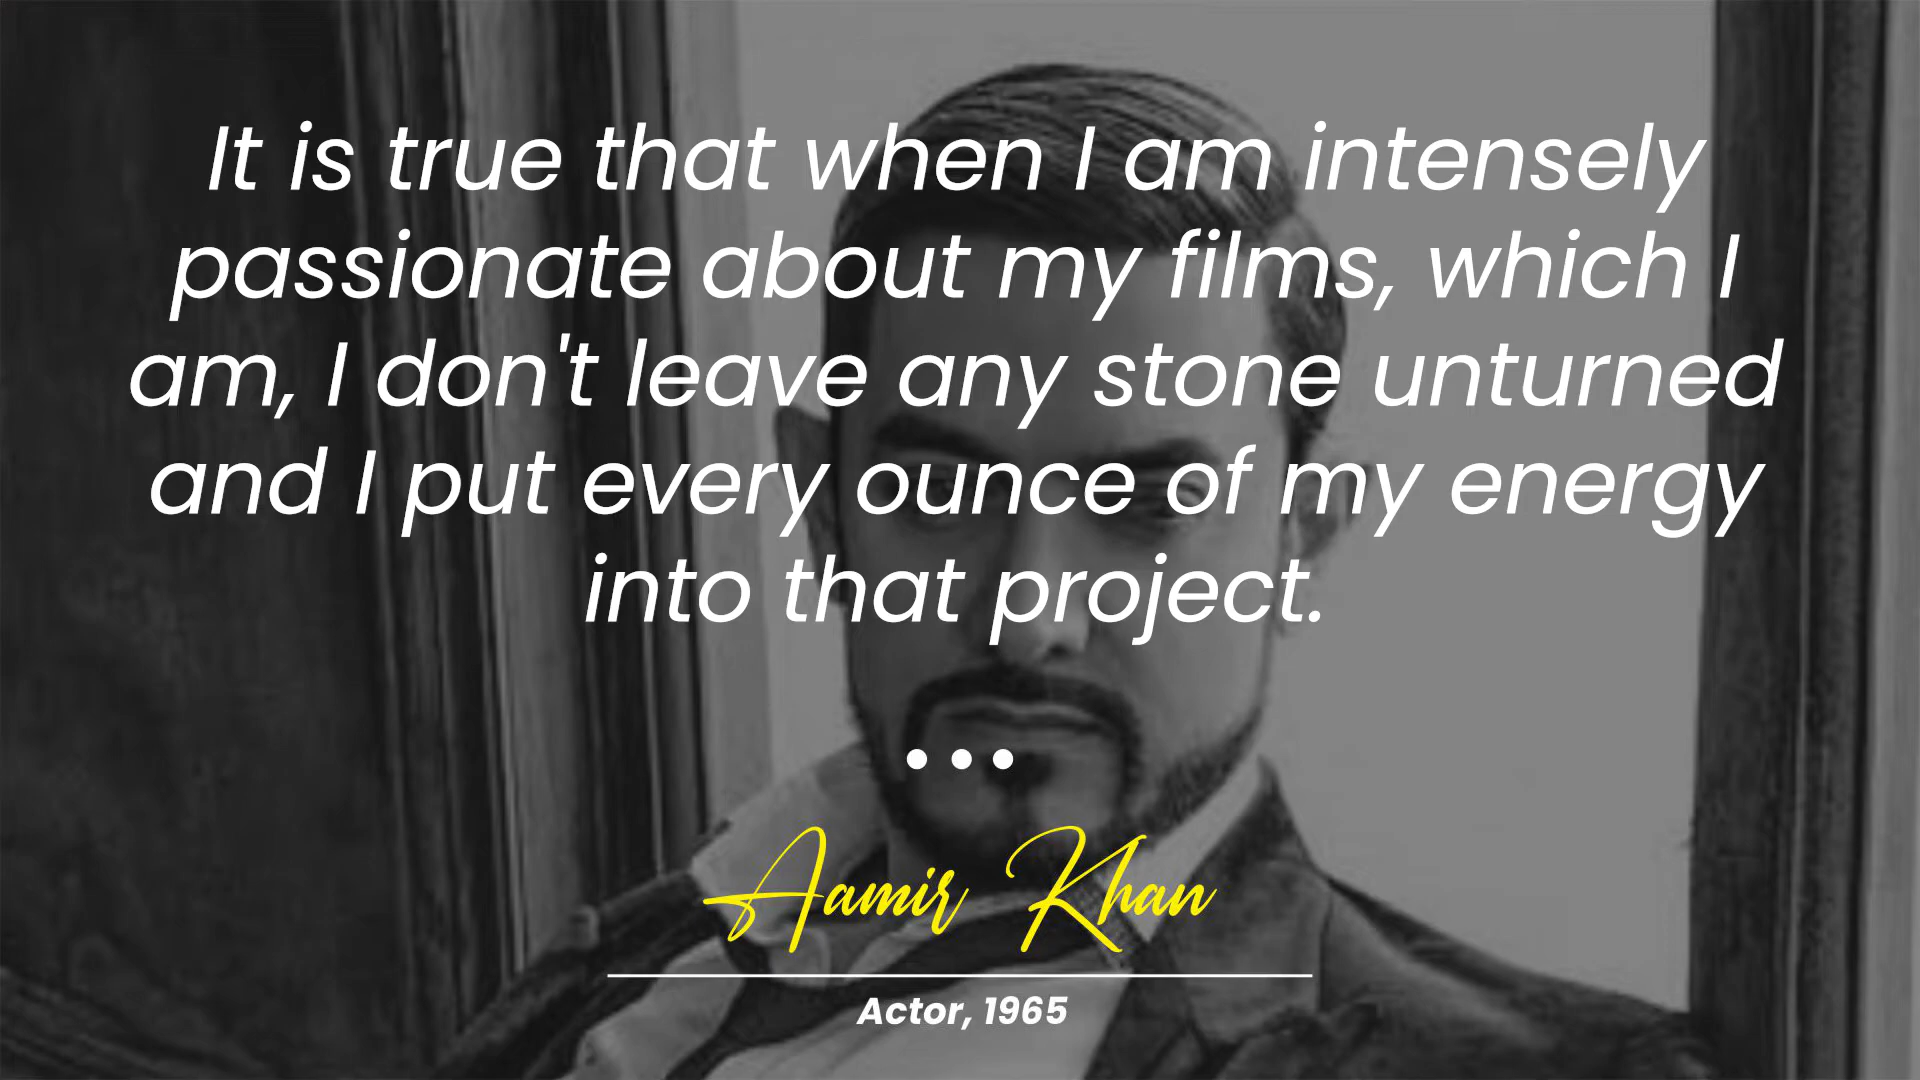 It is true that when I am intensely
passionate about my films, which I
am, I don't leave any stone unturned
and I put every ounce of my energy
into that project.
Aamir Khan
Actor, 1965